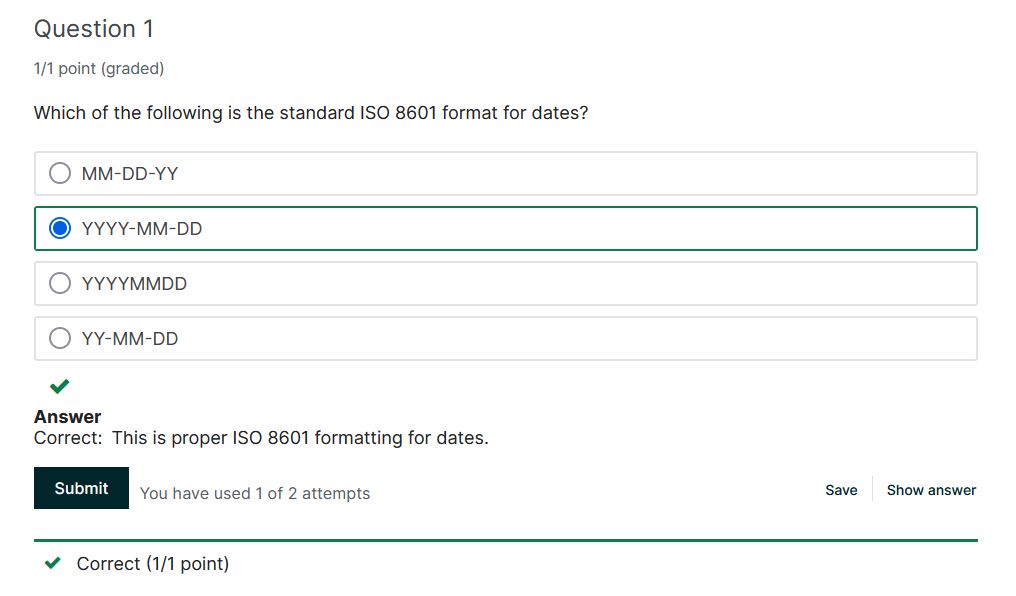 Question 1
1/1 point (graded)
Which of the following is the standard ISO 8601 format for dates?
MM-DD-YY
YYYY-MM-DD
YYYYMMDD
YY-MM-DD
Answer
Correct: This is proper ISO 8601 formatting for dates.
Submit You have used 1 of 2 attempts Save Show answer
Correct (1/1 point)